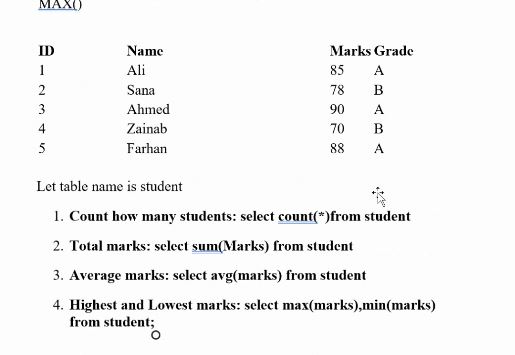 MAX()
ID Name Marks Grade
1 Ali 85 A
2 Sana 78 B
3 Ahmed 90 A
4 Zainab 70 B
5 Farhan 88 A
Let table name is student
1. Count how many students: select count(*)from student
2. Total marks: select sum(Marks) from student
3. Average marks: select avg(marks) from student
4. Highest and Lowest marks: select max(marks),min(marks)
from student;